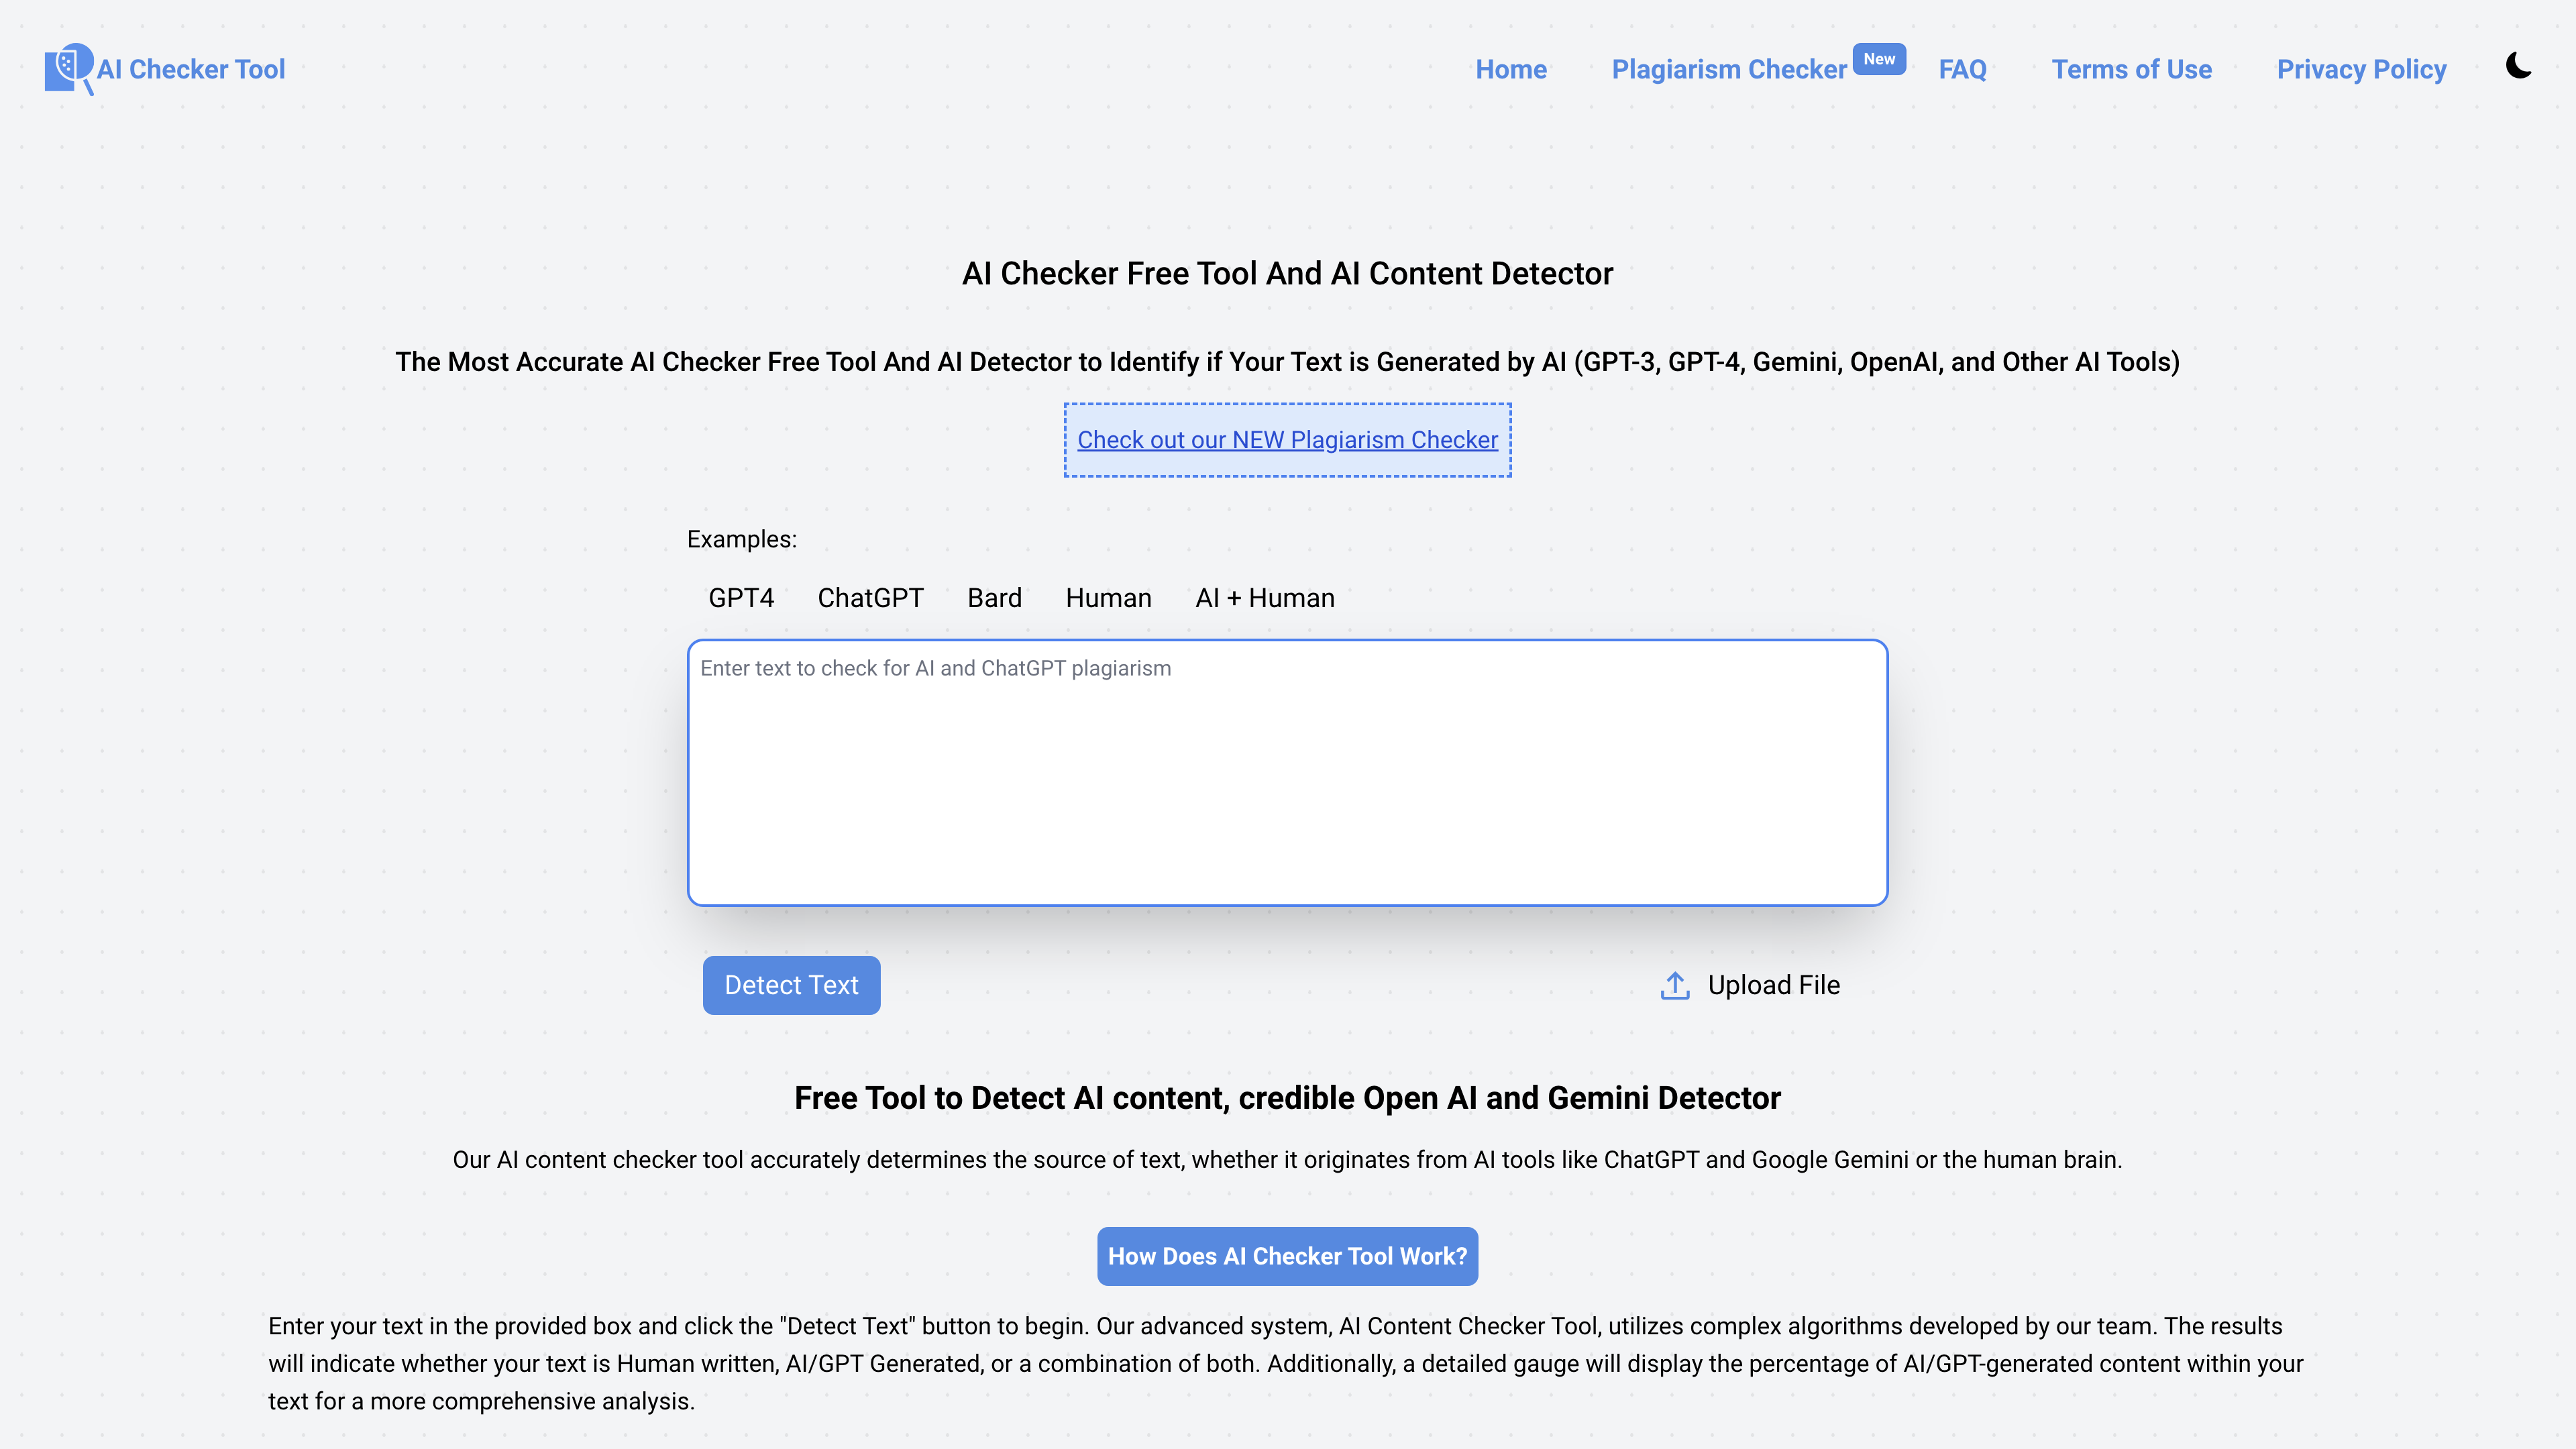 AI Checker Tool
Home
Plagiarism Checker
New
FAQ
Terms of Use
Privacy Policy
AI Checker Free Tool And AI Content Detector
The Most Accurate AI Checker Free Tool And AI Detector to Identify if Your Text is Generated by AI (GPT-3, GPT-4, Gemini, OpenAI, and Other AI Tools)
Check out our NEW Plagiarism Checker
Examples:
GPT4
ChatGPT
Bard
Human
AI + Human
Enter text to check for AI and ChatGPT plagiarism
Detect Text
Upload File
Free Tool to Detect AI content, credible Open AI and Gemini Detector
Our AI content checker tool accurately determines the source of text, whether it originates from AI tools like ChatGPT and Google Gemini or the human brain.
How Does AI Checker Tool Work?
Enter your text in the provided box and click the "Detect Text" button to begin. Our advanced system, AI Content Checker Tool, utilizes complex algorithms developed by our team. The results
will indicate whether your text is Human written, AI/GPT Generated, or a combination of both. Additionally, a detailed gauge will display the percentage of AI/GPT-generated content within your
text for a more comprehensive analysis.